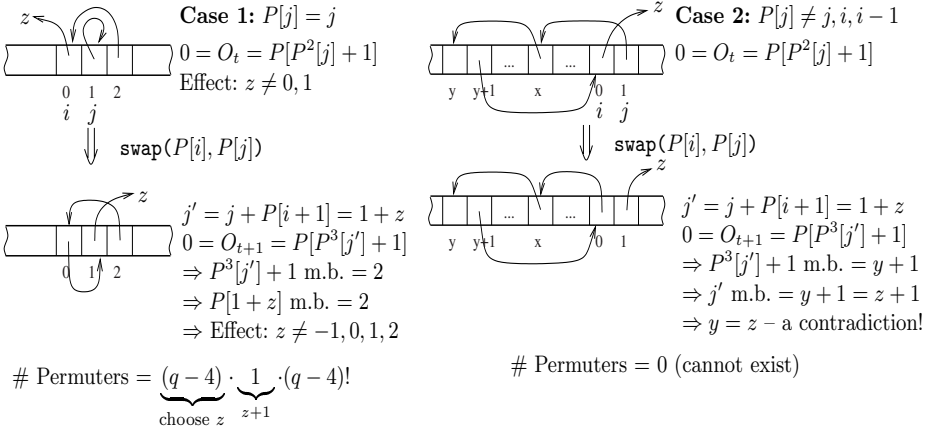 z
Case 1: P[j] = j
0 = O_t = P[P^2[j] + 1]
Effect: z ≠ 0, 1
0 1 2
i j
swap(P[i], P[j])
z
j' = j + P[i + 1] = 1 + z
0 = O_{t+1} = P[P^3[j'] + 1]
⇒ P^3[j'] + 1 m.b. = 2
⇒ P[1 + z] m.b. = 2
⇒ Effect: z ≠ −1, 0, 1, 2
0 1 2
# Permuters = (q − 4) · 1 ·(q − 4)!
choose z z+1
z
Case 2: P[j] ≠ j, i, i − 1
0 = O_t = P[P^2[j] + 1]
... ...
y y+1 x 0 1
i j
swap(P[i], P[j])
z
... ...
y y+1 x 0 1
j' = j + P[i + 1] = 1 + z
0 = O_{t+1} = P[P^3[j'] + 1]
⇒ P^3[j'] + 1 m.b. = y + 1
⇒ j' m.b. = y + 1 = z + 1
⇒ y = z – a contradiction!
# Permuters = 0 (cannot exist)